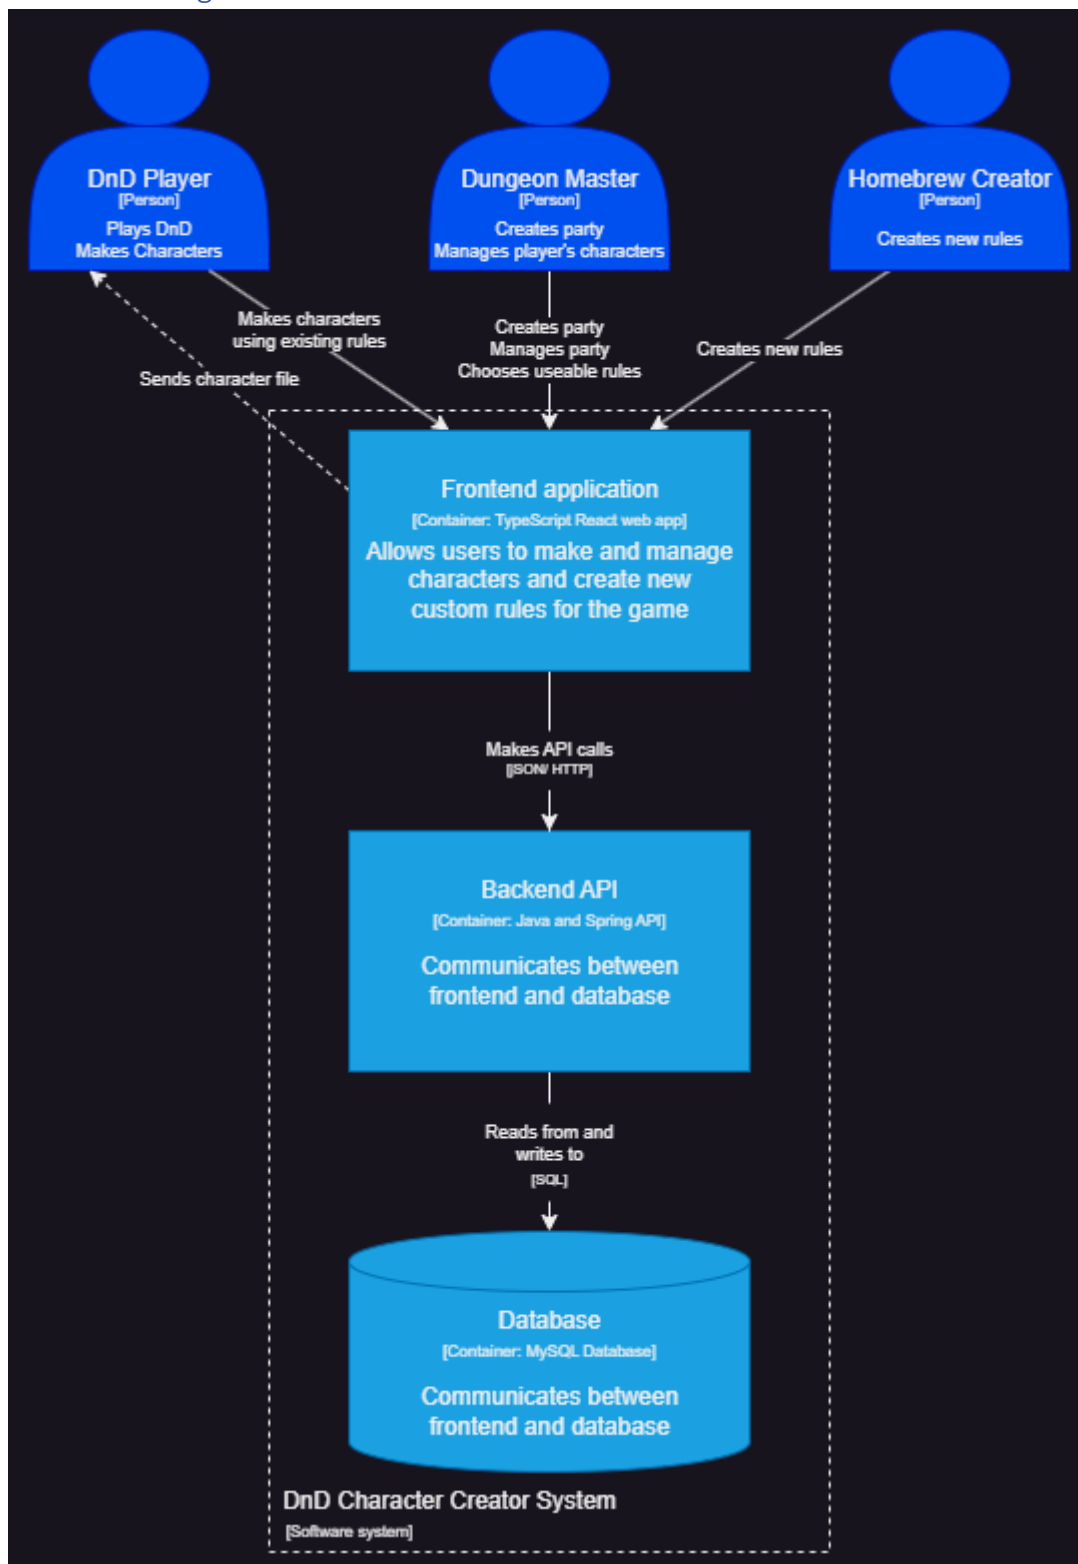 DnD Player
[Person]
Plays DnD
Makes Characters
Dungeon Master
[Person]
Creates party
Manages player's characters
Homebrew Creator
[Person]
Creates new rules
Makes characters
using existing rules
Creates party
Manages party
Chooses useable rules
Creates new rules
Sends character file
Frontend application
[Container: TypeScript React web app]
Allows users to make and manage
characters and create new
custom rules for the game
Makes API calls
[JSON/ HTTP]
Backend API
[Container: Java and Spring API]
Communicates between
frontend and database
Reads from and
writes to
[SQL]
Database
[Container: MySQL Database]
Communicates between
frontend and database
DnD Character Creator System
[Software system]